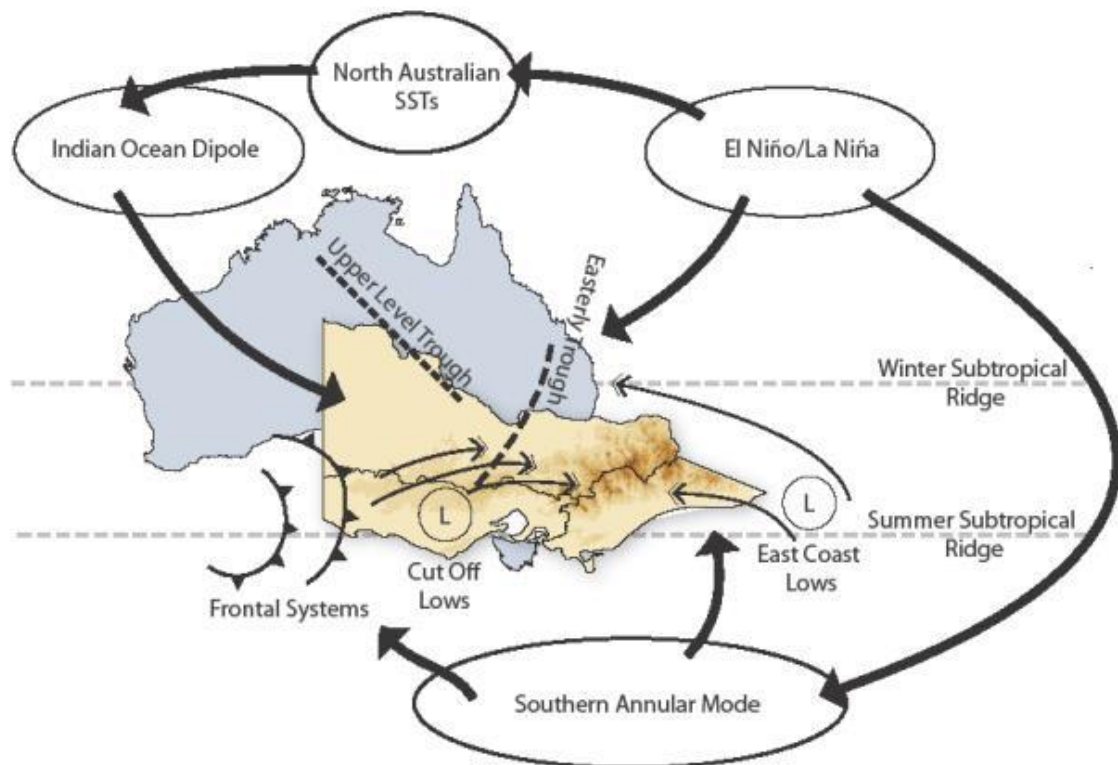 North Australian
SSTs
Indian Ocean Dipole
El Niño/La Niña
Upper Level Trough
Easterly Trough
Winter Subtropical
Ridge
L
L
Summer Subtropical
Ridge
Cut Off
Lows
East Coast
Lows
Frontal Systems
Southern Annular Mode